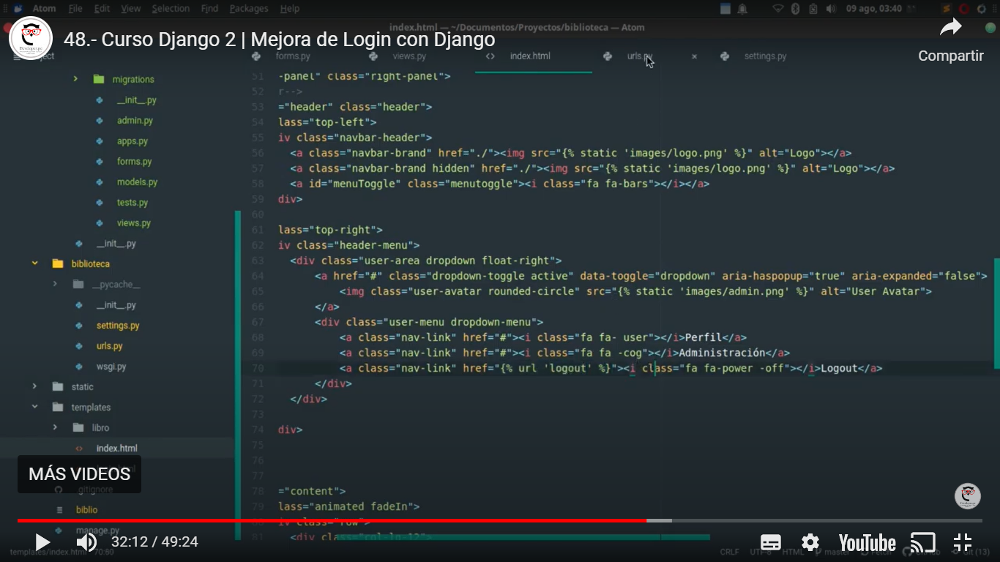 Atom File Edit View Selection Find Packages Help
09 ago, 03:40
index.html — ~/Documentos/Proyectos/biblioteca — Atom
48.- Curso Django 2 | Mejora de Login con Django
Compartir
forms.py views.py index.html urls.py settings.py
migrations
__init__.py
admin.py
apps.py
forms.py
models.py
tests.py
views.py
__init__.py
biblioteca
__pycache__
__init__.py
settings.py
urls.py
wsgi.py
static
templates
libro
index.html
.gitignore
biblio
manage.py
51 -panel" class="right-panel">
52 r-->
53 ="header" class="header">
54 lass="top-left">
55 iv class="navbar-header">
56 <a class="navbar-brand" href="./"><img src="{% static 'images/logo.png' %}" alt="Logo"></a>
57 <a class="navbar-brand hidden" href="./"><img src="{% static 'images/logo.png' %}" alt="Logo"></a>
58 <a id="menuToggle" class="menutoggle"><i class="fa fa-bars"></i></a>
59 div>
60
61 lass="top-right">
62 iv class="header-menu">
63 <div class="user-area dropdown float-right">
64 <a href="#" class="dropdown-toggle active" data-toggle="dropdown" aria-haspopup="true" aria-expanded="false">
65 <img class="user-avatar rounded-circle" src="{% static 'images/admin.png' %}" alt="User Avatar">
66 </a>
67 <div class="user-menu dropdown-menu">
68 <a class="nav-link" href="#"><i class="fa fa- user"></i>Perfil</a>
69 <a class="nav-link" href="#"><i class="fa fa -cog"></i>Administración</a>
70 <a class="nav-link" href="{% url 'logout' %}"><i class="fa fa-power -off"></i>Logout</a>
71 </div>
72 </div>
73
74 div>
75
76
77
78 ="content">
79 lass="animated fadeIn">
80 iv class="row">
81 <div class="col-lg-12">
MÁS VIDEOS
32:12 / 49:24
YouTube
templates/index.html 70:60
CRLF UTF-8 HTML master Fetch GitHub Git (13)